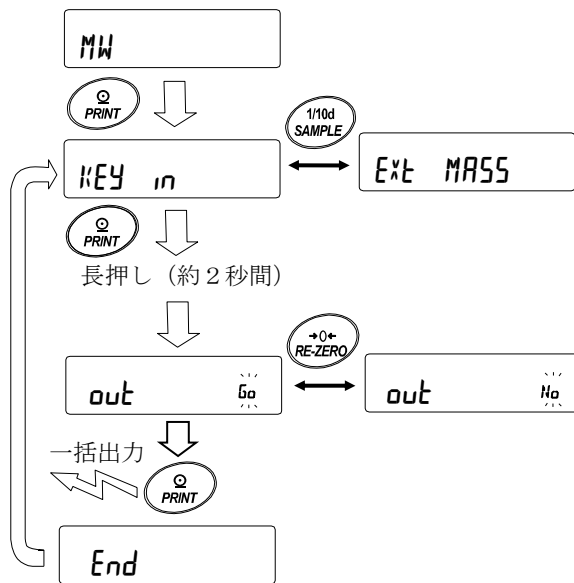 MW
PRINT
1/10d
SAMPLE
KEY in
Ext MASS
PRINT
長押し（約２秒間）
→0←
RE-ZERO
out Go
out No
一括出力
PRINT
End